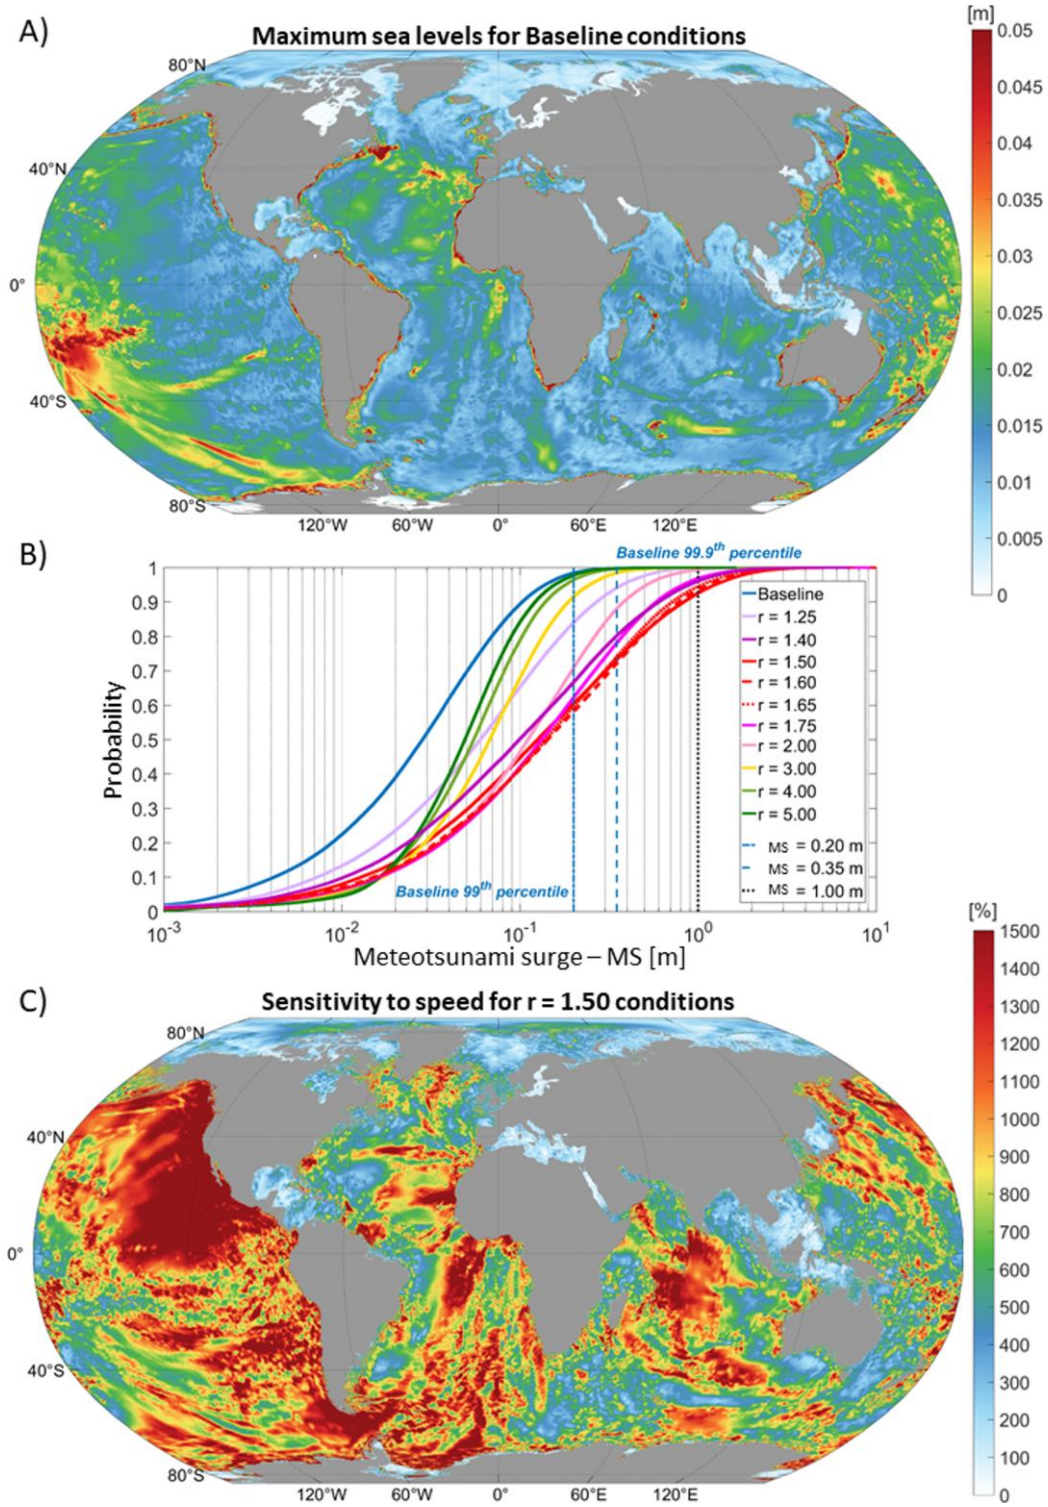 A)
Maximum sea levels for Baseline conditions
[m]
80°N
40°N
0°
40°S
80°S
120°W 60°W 0° 60°E 120°E
0.05
0.045
0.04
0.035
0.03
0.025
0.02
0.015
0.01
0.005
0
B)
Baseline 99.9th percentile
Probability
1
0.9
0.8
0.7
0.6
0.5
0.4
0.3
0.2
0.1
0
Baseline
r = 1.25
r = 1.40
r = 1.50
r = 1.60
r = 1.65
r = 1.75
r = 2.00
r = 3.00
r = 4.00
r = 5.00
MS = 0.20 m
MS = 0.35 m
MS = 1.00 m
Baseline 99th percentile
10-3 10-2 10-1 100 101
Meteotsunami surge – MS [m]
C)
Sensitivity to speed for r = 1.50 conditions
[%]
80°N
40°N
0°
40°S
80°S
120°W 60°W 0° 60°E 120°E
1500
1400
1300
1200
1100
1000
900
800
700
600
500
400
300
200
100
0